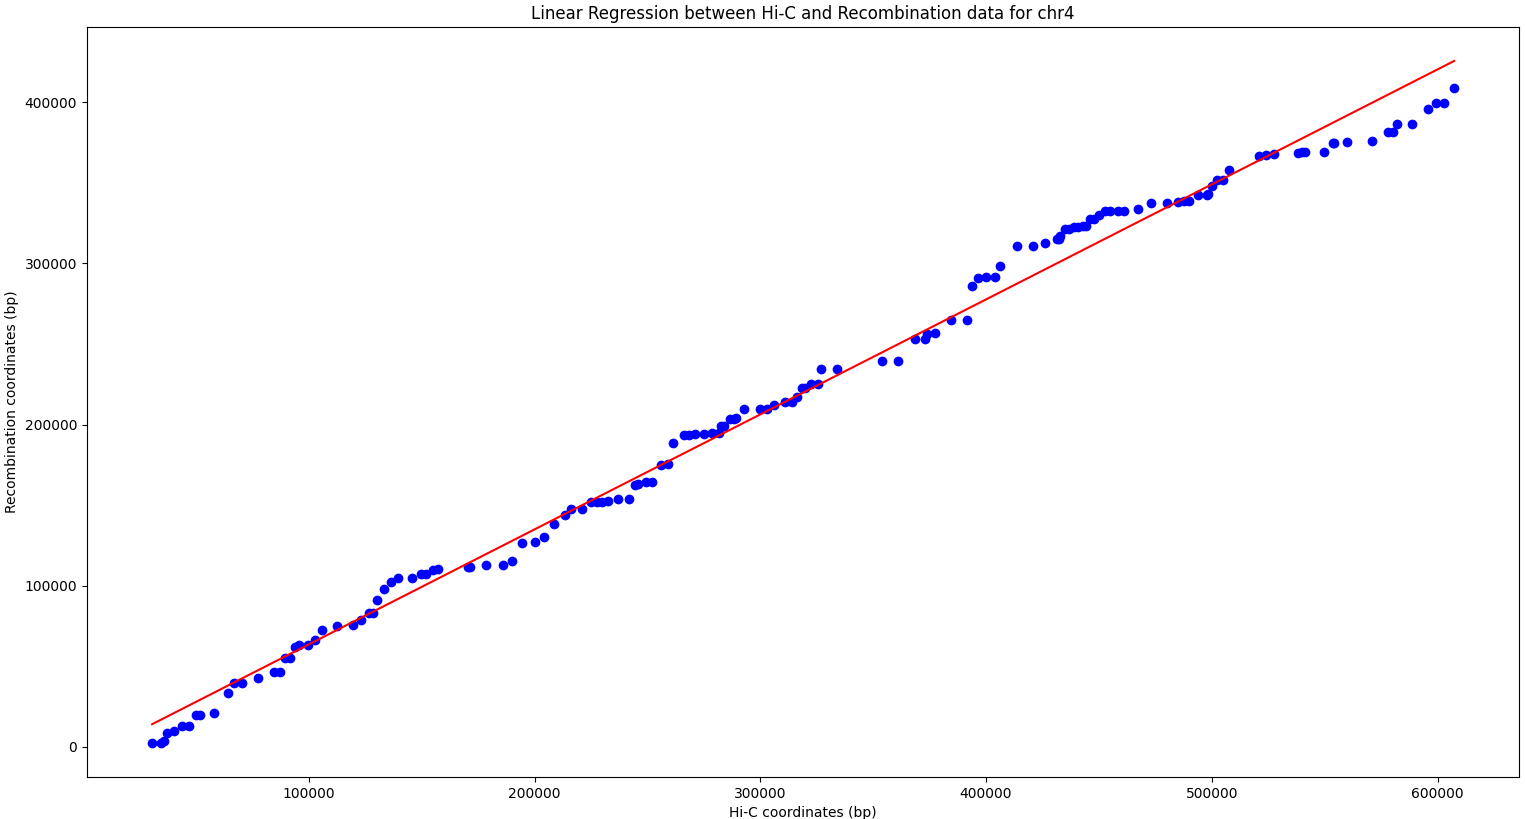 Linear Regression between Hi-C and Recombination data for chr4
Recombination coordinates (bp)
400000
300000
200000
100000
0
100000 200000 300000 400000 500000 600000
Hi-C coordinates (bp)